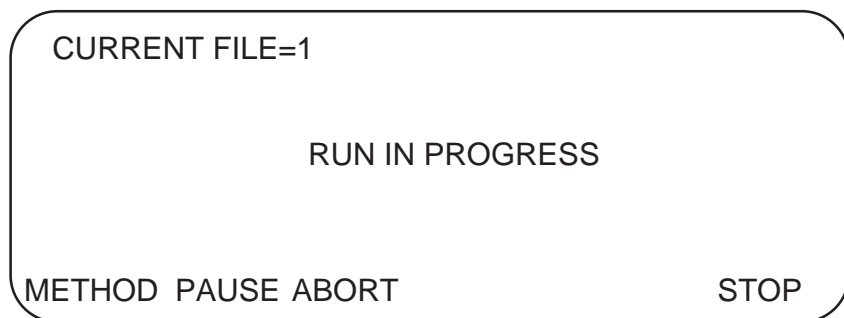 CURRENT FILE=1
RUN IN PROGRESS
METHOD PAUSE ABORT STOP